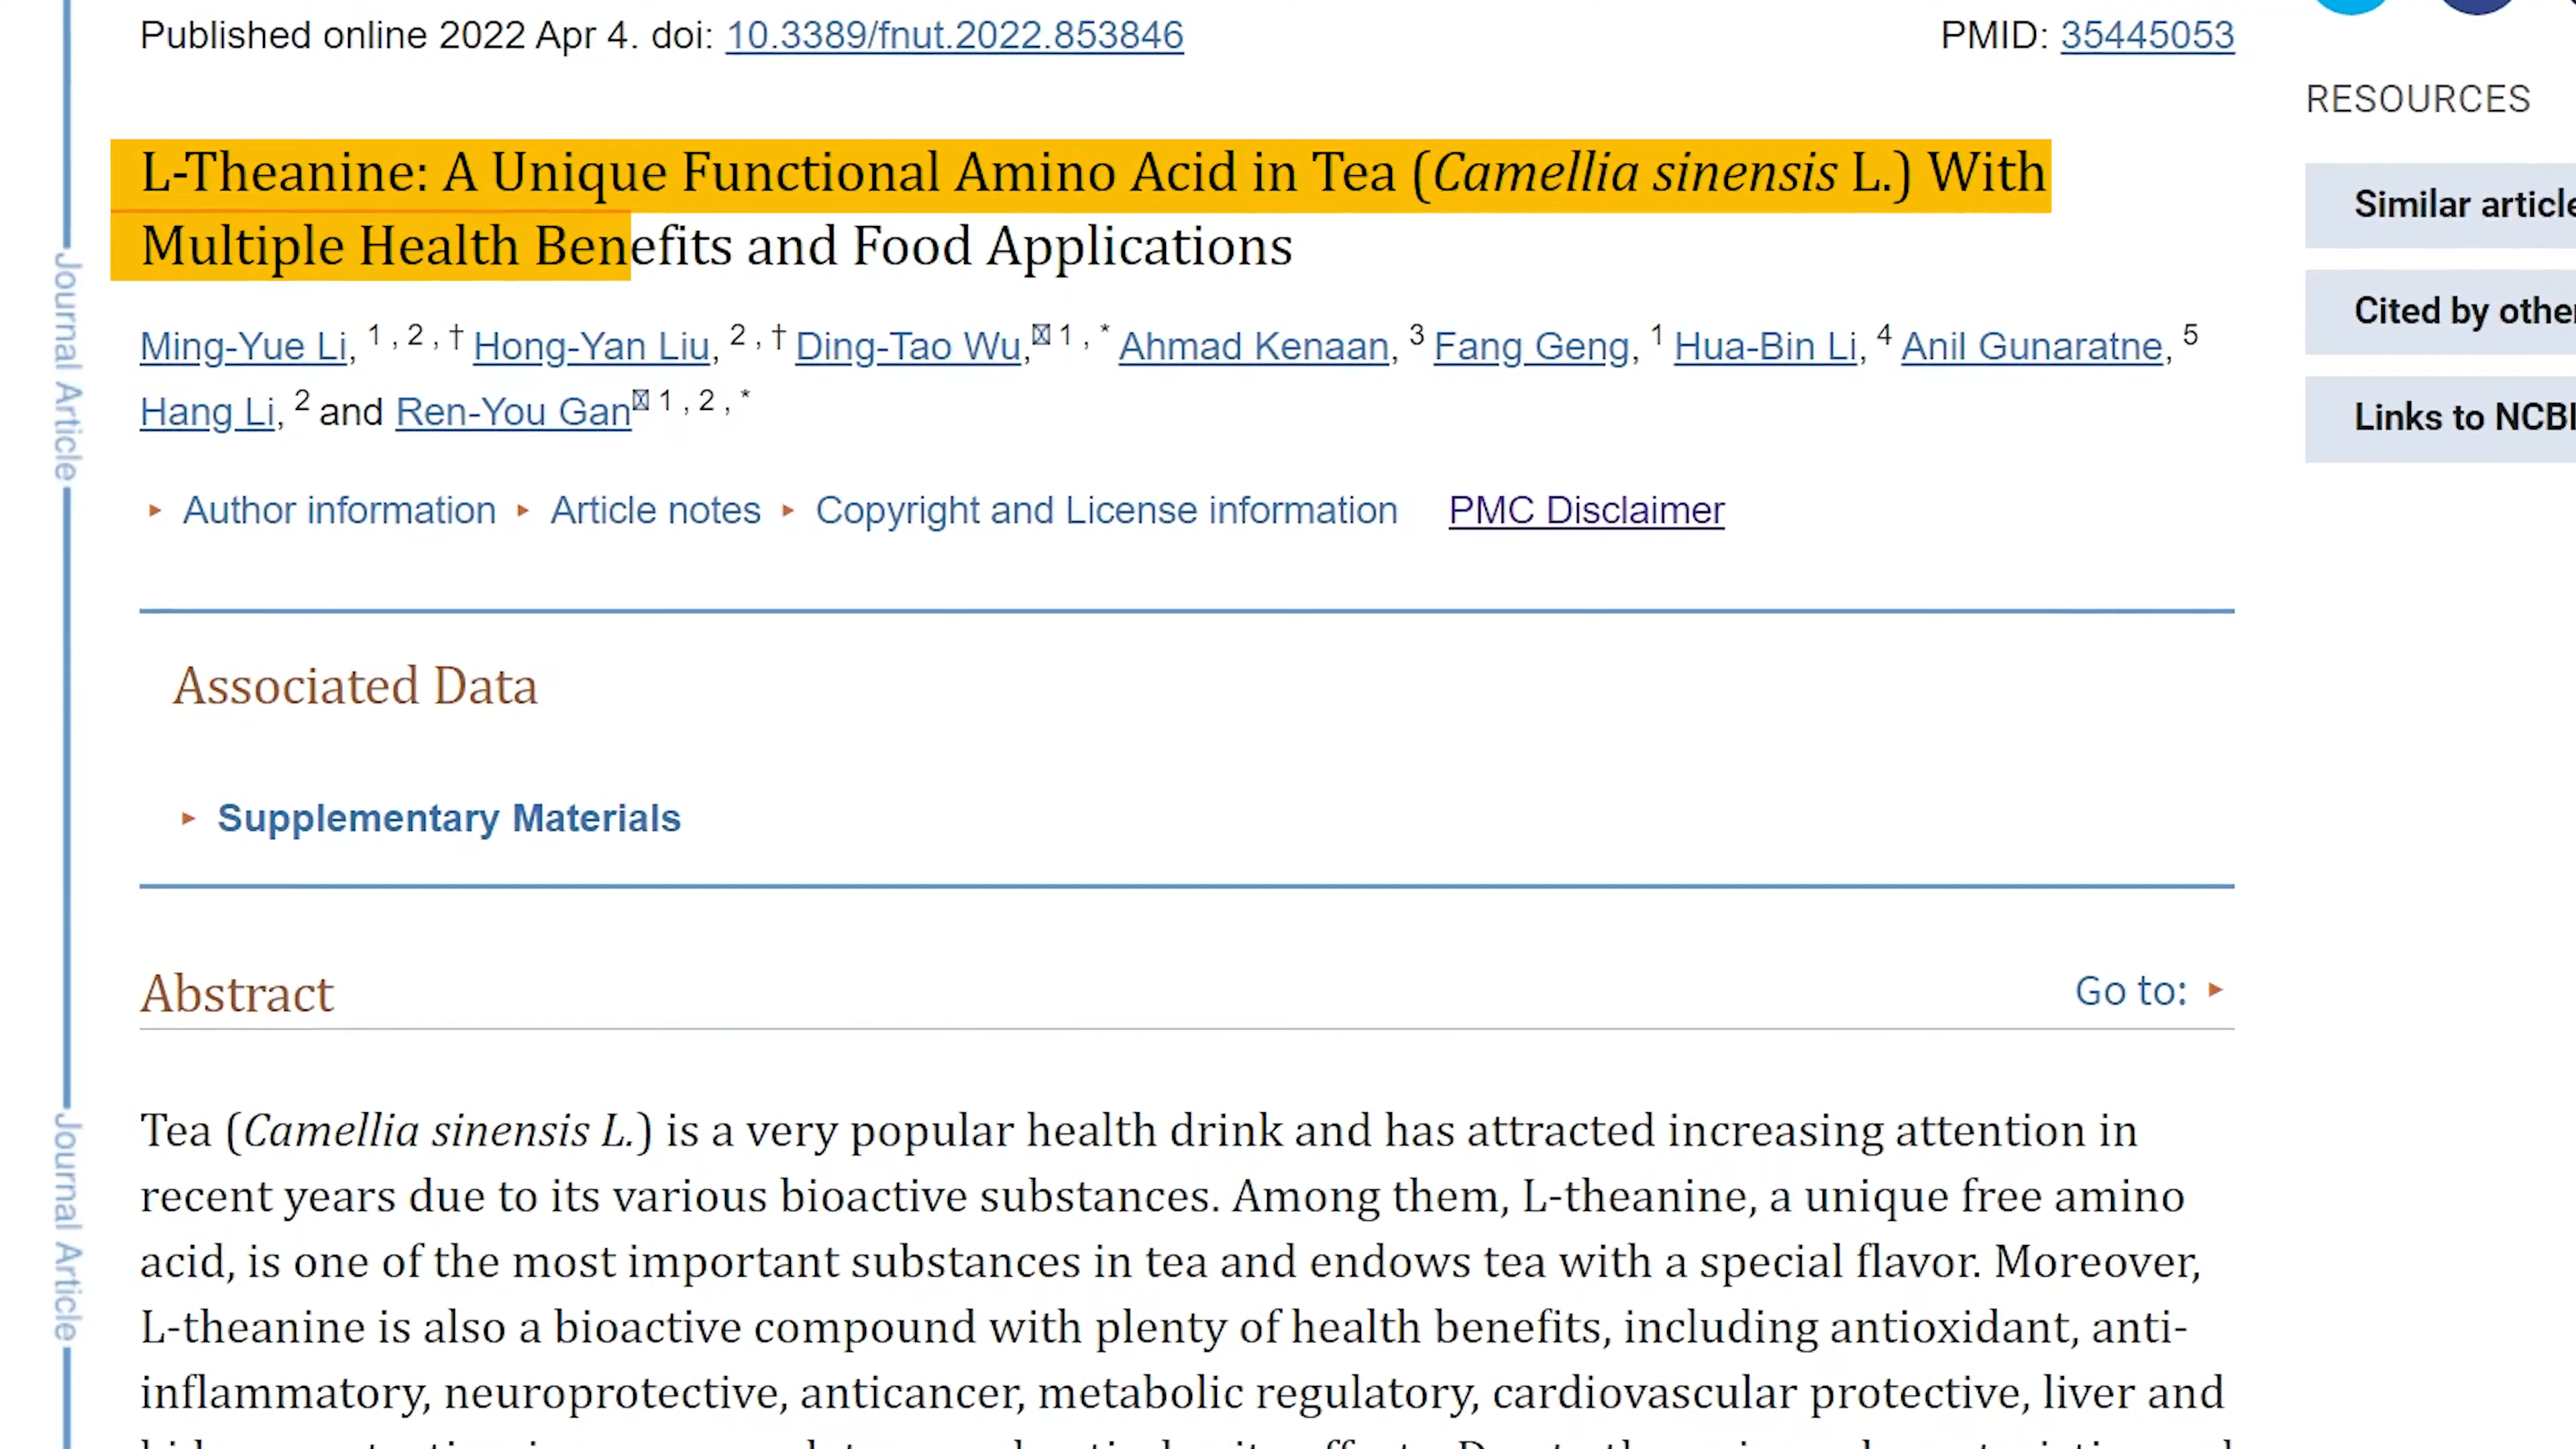 Published online 2022 Apr 4. doi: 10.3389/fnut.2022.853846
PMID: 35445053
RESOURCES
Similar article
Cited by othe
Links to NCBI
L-Theanine: A Unique Functional Amino Acid in Tea (Camellia sinensis L.) With
Multiple Health Benefits and Food Applications
Ming-Yue Li, 1 , 2 , † Hong-Yan Liu, 2 , † Ding-Tao Wu, 1 , * Ahmad Kenaan, 3 Fang Geng, 1 Hua-Bin Li, 4 Anil Gunaratne, 5
Hang Li, 2 and Ren-You Gan 1 , 2 , *
Author information Article notes Copyright and License information PMC Disclaimer
Associated Data
Supplementary Materials
Abstract
Go to:
Tea (Camellia sinensis L.) is a very popular health drink and has attracted increasing attention in
recent years due to its various bioactive substances. Among them, L-theanine, a unique free amino
acid, is one of the most important substances in tea and endows tea with a special flavor. Moreover,
L-theanine is also a bioactive compound with plenty of health benefits, including antioxidant, anti-
inflammatory, neuroprotective, anticancer, metabolic regulatory, cardiovascular protective, liver and
Journal Article
Journal Article